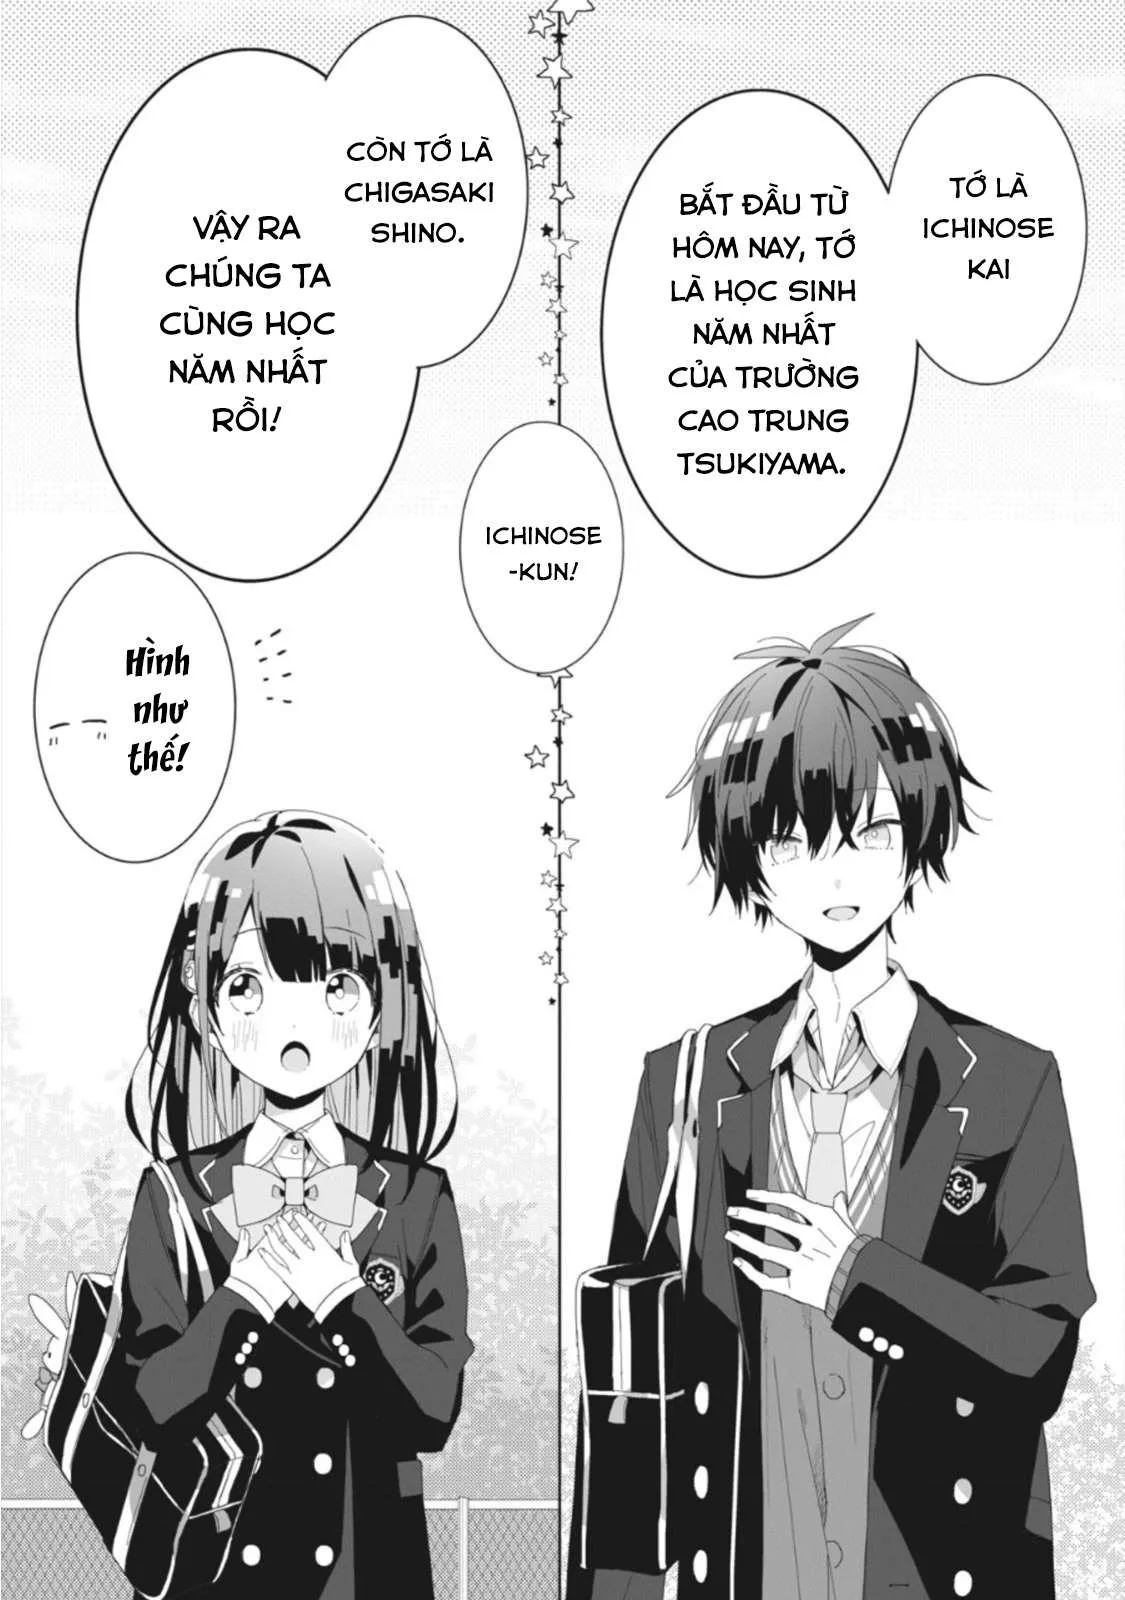 TỚ LÀ
ICHINOSE
KAI
BẮT ĐẦU TỪ
HÔM NAY, TỚ
LÀ HỌC SINH
NĂM NHẤT
CỦA TRƯỜNG
CAO TRUNG
TSUKIYAMA.
CÒN TỚ LÀ
CHIGASAKI
SHINO.
VẬY RA
CHÚNG TA
CÙNG HỌC
NĂM NHẤT
RỒI!
ICHINOSE
-KUN!
Hình
như
thế!